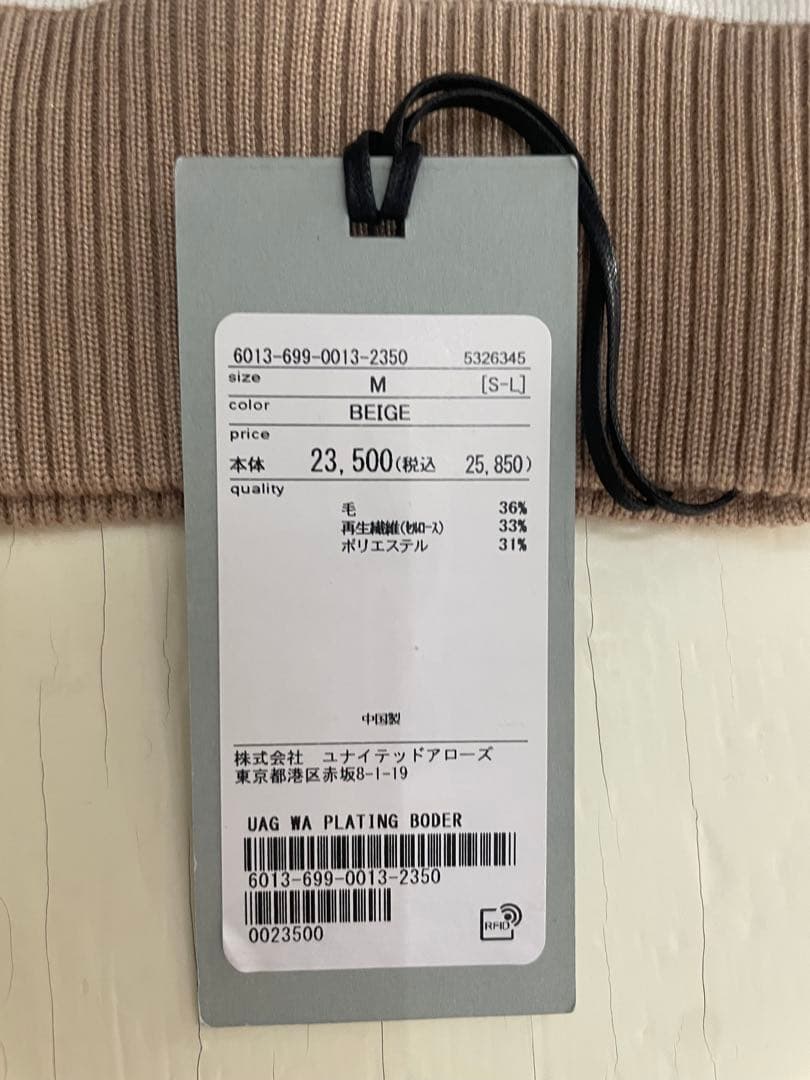 6013-699-0013-2350 5326345
size M [S-L]
color BEIGE
price
本体 23,500(税込 25,850)
quality
毛 36%
再生繊維(ｾﾙﾛｰｽ) 33%
ポリエステル 31%
中国製
株式会社 ユナイテッドアローズ
東京都港区赤坂8-1-19
UAG WA PLATING BODER
6013-699-0013-2350
0023500
RFID